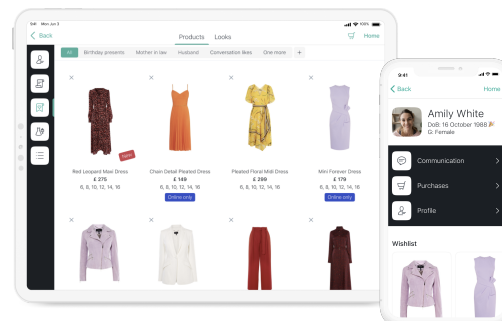 9:41 Mon Jun 3
100%
Back
Products
Looks
Home
All
Birthday presents
Mother in law
Husband
Conversation likes
One more
+
New
Red Leopard Maxi Dress
£ 275
6, 8, 10, 12, 14, 16
Chain Detail Pleated Dress
£ 149
6, 8, 10, 12, 14, 16
Online only
Pleated Floral Midi Dress
£ 299
6, 8, 10, 12, 14, 16
Mini Forever Dress
£ 179
6, 8, 10, 12, 14, 16
Online only
9:41
Back
Home
Amily White
DoB: 16 October 1988
G: Female
Communication
Purchases
Profile
Wishlist